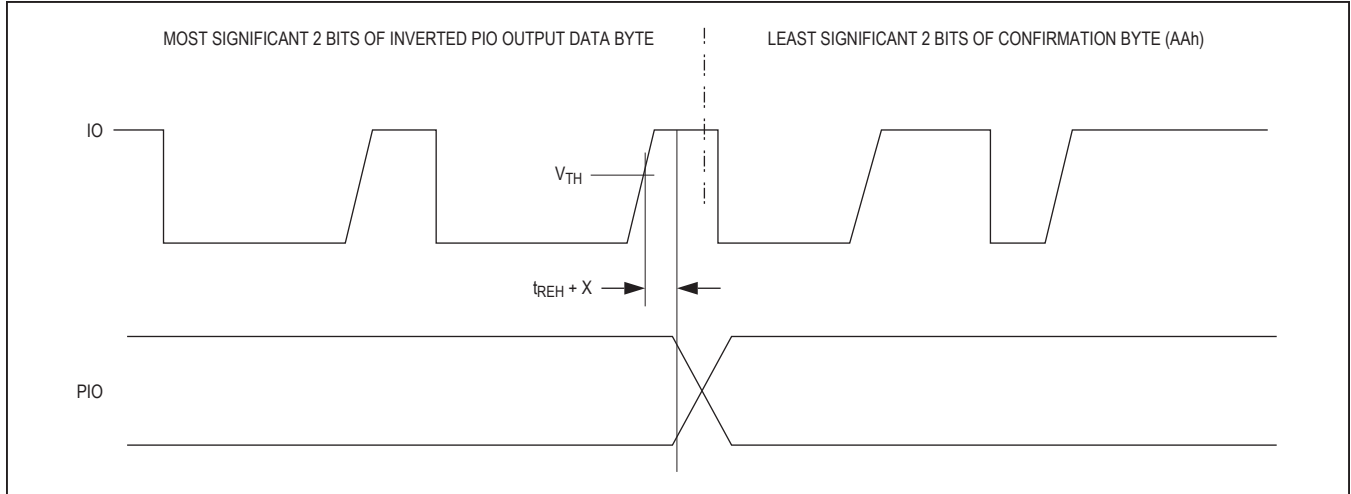 MOST SIGNIFICANT 2 BITS OF INVERTED PIO OUTPUT DATA BYTE
LEAST SIGNIFICANT 2 BITS OF CONFIRMATION BYTE (AAh)
IO
VTH
tREH + X
PIO